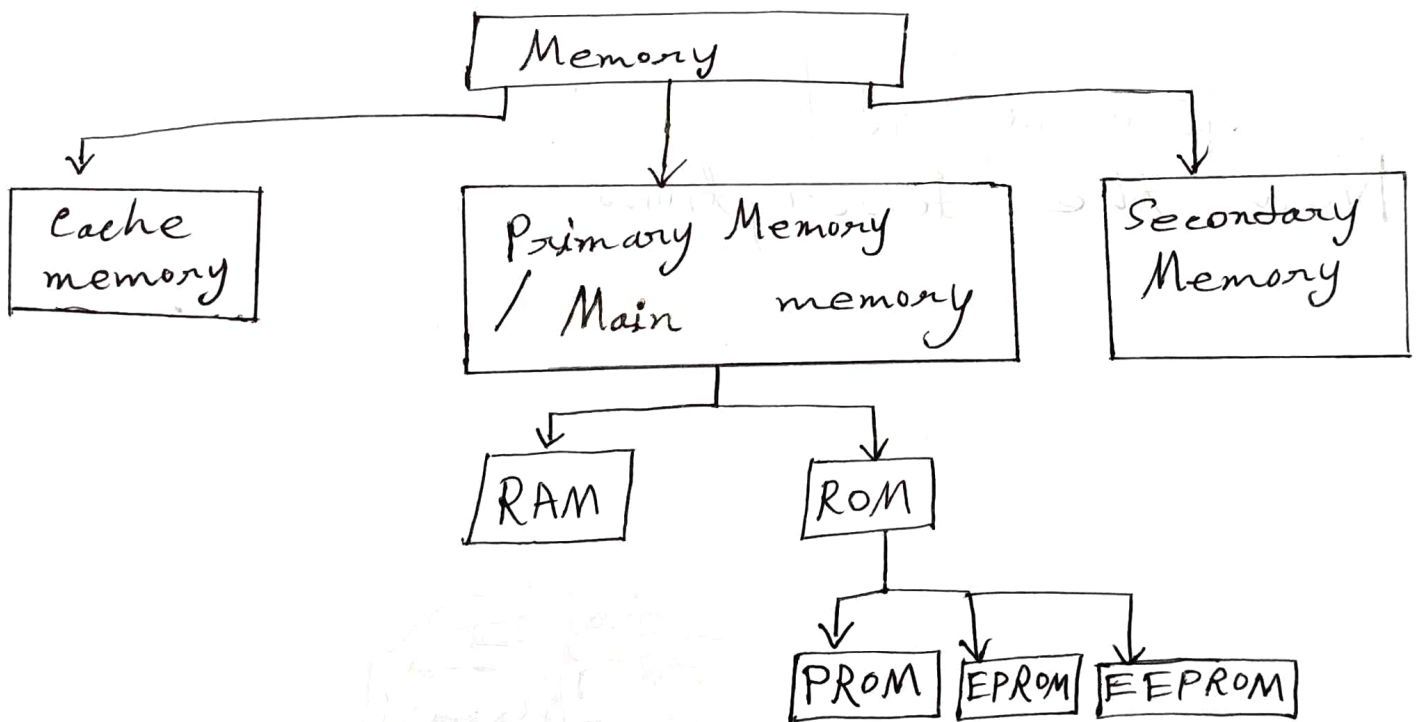 Memory
Cache
memory
Primary Memory
/ Main memory
Secondary
Memory
RAM
ROM
PROM
EPROM
EEPROM